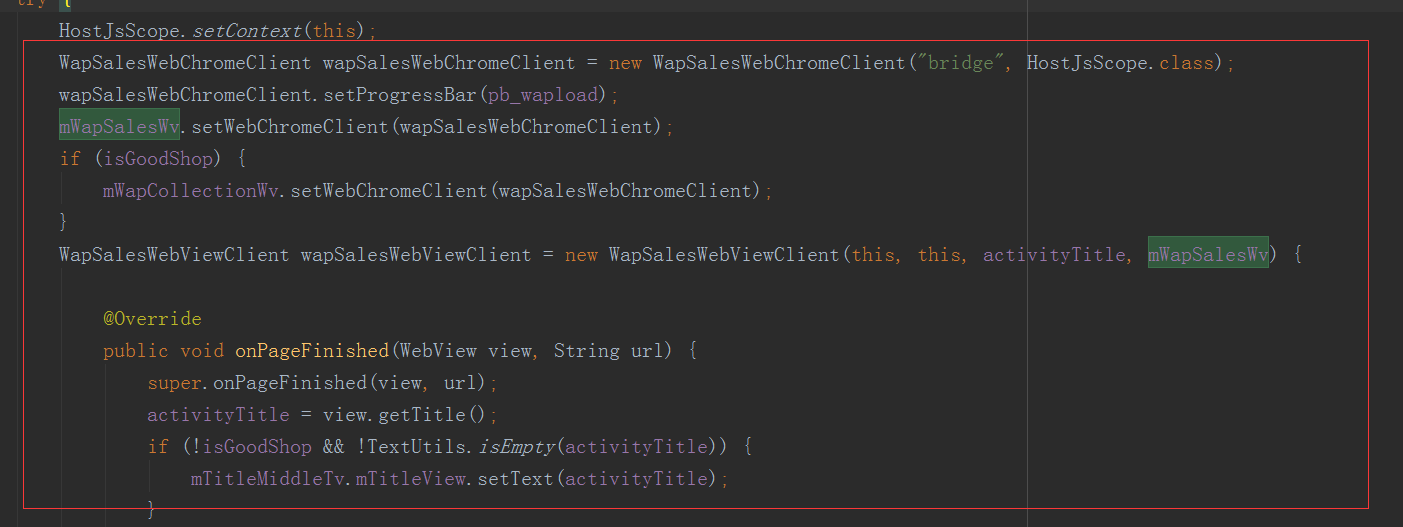 try {
HostJsScope.setContext(this);
WapSalesWebChromeClient wapSalesWebChromeClient = new WapSalesWebChromeClient("bridge", HostJsScope.class);
wapSalesWebChromeClient.setProgressBar(pb_wapload);
mWapSalesWv.setWebChromeClient(wapSalesWebChromeClient);
if (isGoodShop) {
mWapCollectionWv.setWebChromeClient(wapSalesWebChromeClient);
}
WapSalesWebViewClient wapSalesWebViewClient = new WapSalesWebViewClient(this, this, activityTitle, mWapSalesWv) {
@Override
public void onPageFinished(WebView view, String url) {
super.onPageFinished(view, url);
activityTitle = view.getTitle();
if (!isGoodShop && !TextUtils.isEmpty(activityTitle)) {
mTitleMiddleTv.mTitleView.setText(activityTitle);
}